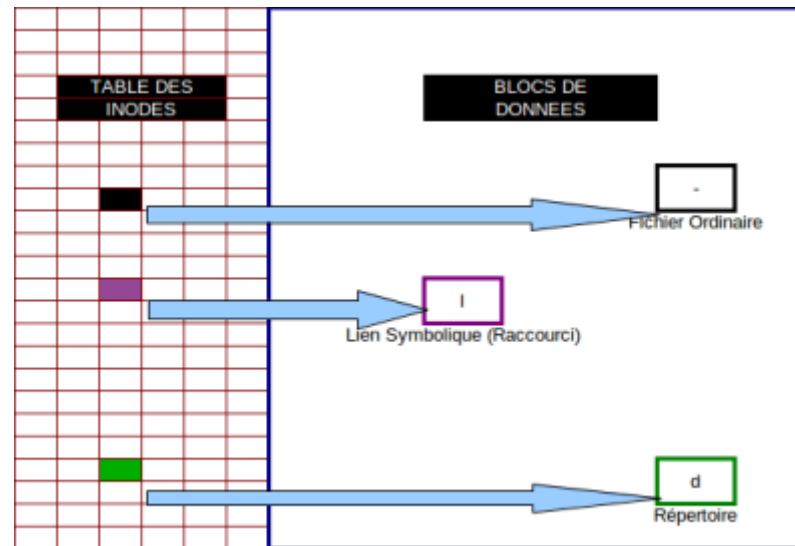 TABLE DES
INODES
BLOCS DE
DONNEES
-
Fichier Ordinaire
l
Lien Symbolique (Raccourci)
d
Répertoire